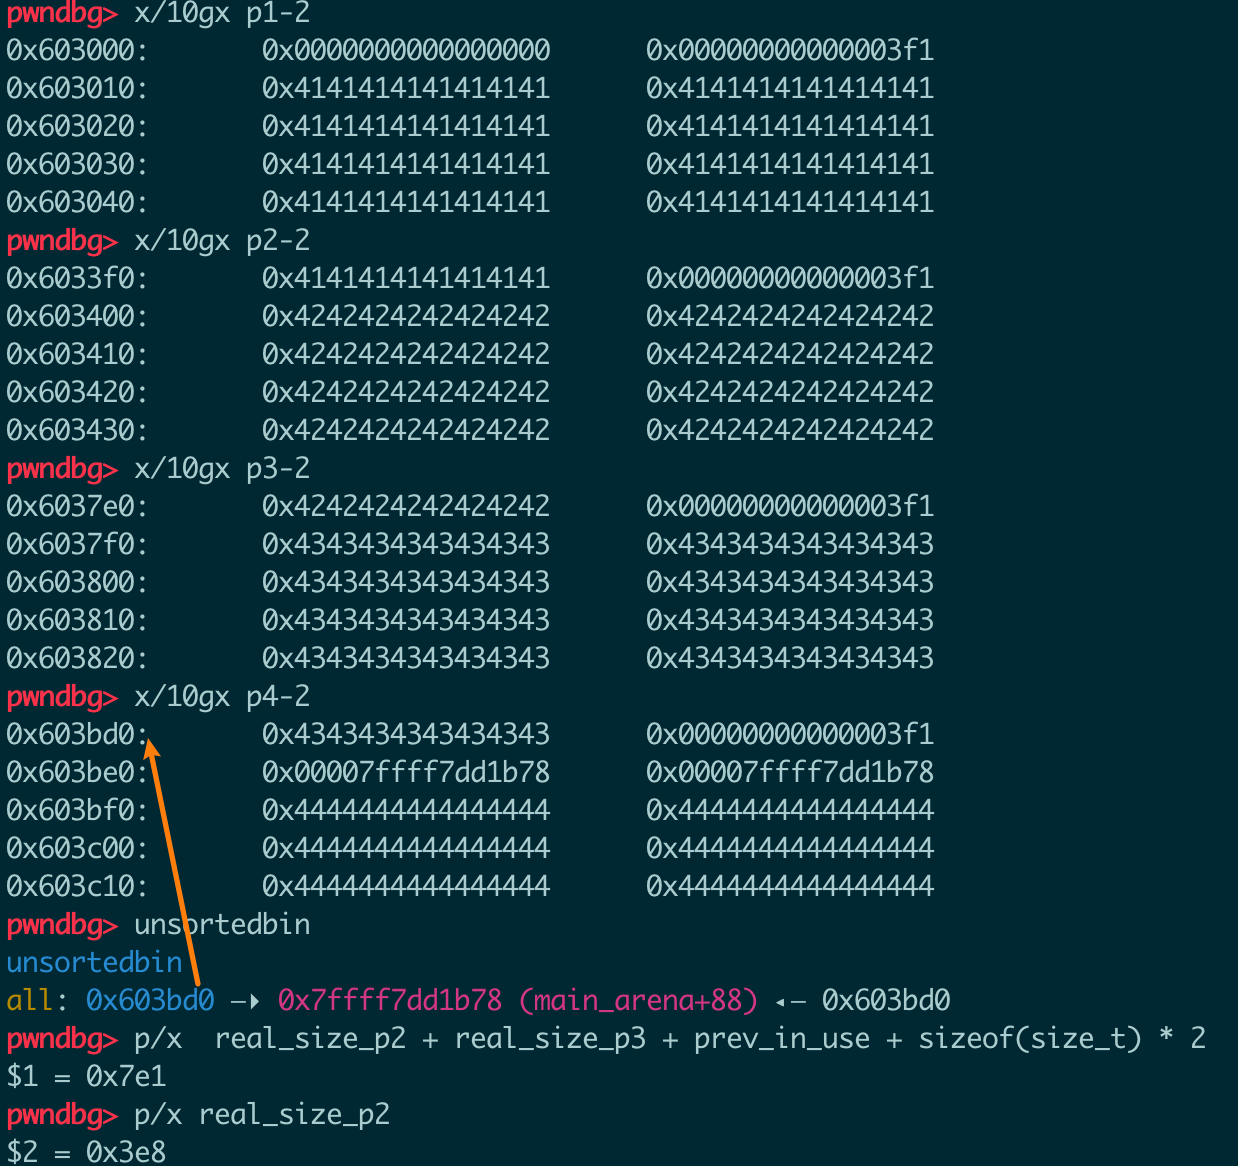 pwndbg> x/10gx p1-2
0x603000:       0x0000000000000000      0x00000000000003f1
0x603010:       0x4141414141414141      0x4141414141414141
0x603020:       0x4141414141414141      0x4141414141414141
0x603030:       0x4141414141414141      0x4141414141414141
0x603040:       0x4141414141414141      0x4141414141414141
pwndbg> x/10gx p2-2
0x6033f0:       0x4141414141414141      0x00000000000003f1
0x603400:       0x4242424242424242      0x4242424242424242
0x603410:       0x4242424242424242      0x4242424242424242
0x603420:       0x4242424242424242      0x4242424242424242
0x603430:       0x4242424242424242      0x4242424242424242
pwndbg> x/10gx p3-2
0x6037e0:       0x4242424242424242      0x00000000000003f1
0x6037f0:       0x4343434343434343      0x4343434343434343
0x603800:       0x4343434343434343      0x4343434343434343
0x603810:       0x4343434343434343      0x4343434343434343
0x603820:       0x4343434343434343      0x4343434343434343
pwndbg> x/10gx p4-2
0x603bd0:       0x4343434343434343      0x00000000000003f1
0x603be0:       0x00007ffff7dd1b78      0x00007ffff7dd1b78
0x603bf0:       0x4444444444444444      0x4444444444444444
0x603c00:       0x4444444444444444      0x4444444444444444
0x603c10:       0x4444444444444444      0x4444444444444444
pwndbg> unsortedbin
unsortedbin
all: 0x603bd0 —▸ 0x7ffff7dd1b78 (main_arena+88) ◂— 0x603bd0
pwndbg> p/x  real_size_p2 + real_size_p3 + prev_in_use + sizeof(size_t) * 2
$1 = 0x7e1
pwndbg> p/x real_size_p2
$2 = 0x3e8